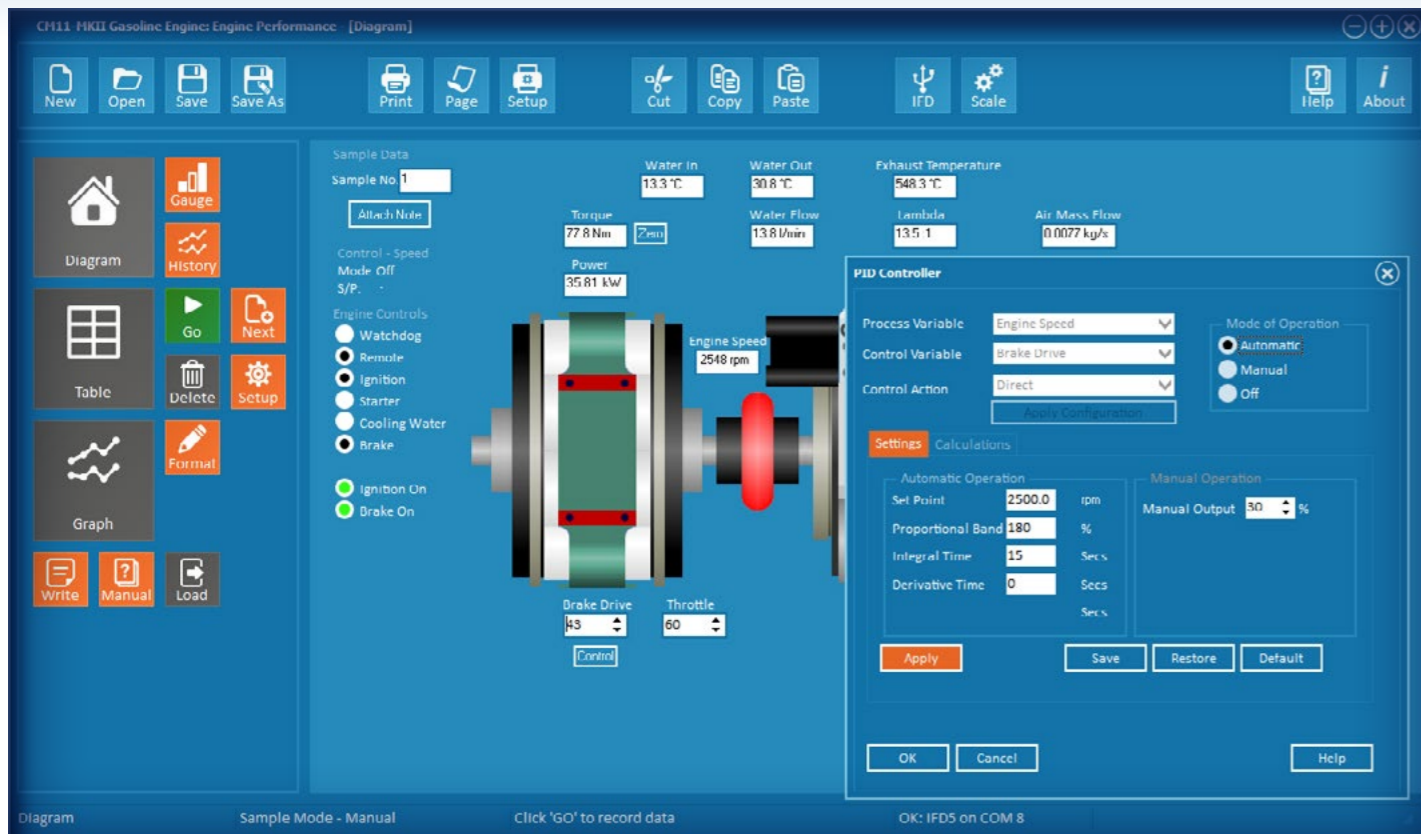 CM11-MKII Gasoline Engine: Engine Performance - [Diagram]
New Open Save Save As Print Page Setup Cut Copy Paste IFD Scale Help About
Diagram
Gauge
History
Table
Go
Next
Delete
Setup
Graph
Format
Write
Manual
Load
Sample Data
Sample No. 1
Attach Note
Control - Speed
Mode Off
S/P. -
Engine Controls
Watchdog
Remote
Ignition
Starter
Cooling Water
Brake
Ignition On
Brake On
Water In
13.3 °C
Water Out
30.8 °C
Exhaust Temperature
548.3 °C
Torque
77.8 Nm
Zero
Water Flow
13.8 l/min
Lambda
13.5:1
Air Mass Flow
0.0077 kg/s
Power
35.81 kW
Engine Speed
2548 rpm
Brake Drive
43
Control
Throttle
60
PID Controller
Process Variable Engine Speed
Control Variable Brake Drive
Control Action Direct
Apply Configuration
Mode of Operation
Automatic
Manual
Off
Settings Calculations
Automatic Operation
Set Point 2500.0 rpm
Proportional Band 180 %
Integral Time 15 Secs
Derivative Time 0 Secs
Secs
Manual Operation
Manual Output 30 %
Apply Save Restore Default
OK Cancel Help
Diagram Sample Mode - Manual Click 'GO' to record data OK: IFD5 on COM 8